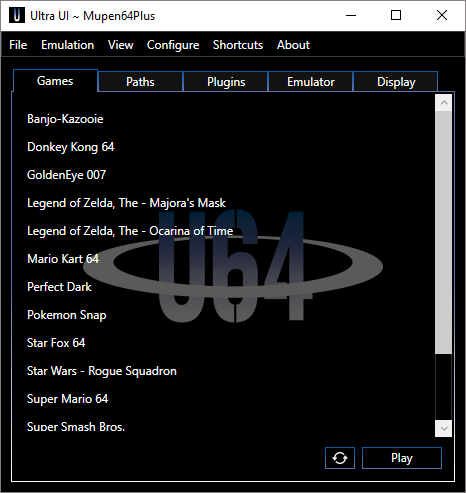 Ultra UI ~ Mupen64Plus
File Emulation View Configure Shortcuts About
Games Paths Plugins Emulator Display
Banjo-Kazooie
Donkey Kong 64
GoldenEye 007
Legend of Zelda, The - Majora's Mask
Legend of Zelda, The - Ocarina of Time
Mario Kart 64
Perfect Dark
Pokemon Snap
Star Fox 64
Star Wars - Rogue Squadron
Super Mario 64
Super Smash Bros.
U64
Play